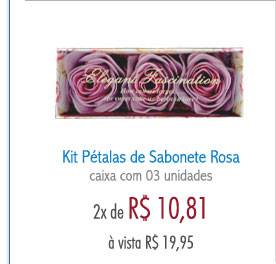 Elegant Fascination
Kit Pétalas de Sabonete Rosa
caixa com 03 unidades
2x de R$ 10,81
à vista R$ 19,95